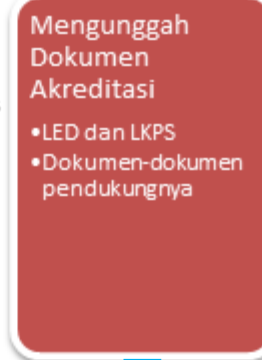 Mengunggah
Dokumen
Akreditasi
•LED dan LKPS
•Dokumen-dokumen
pendukungnya